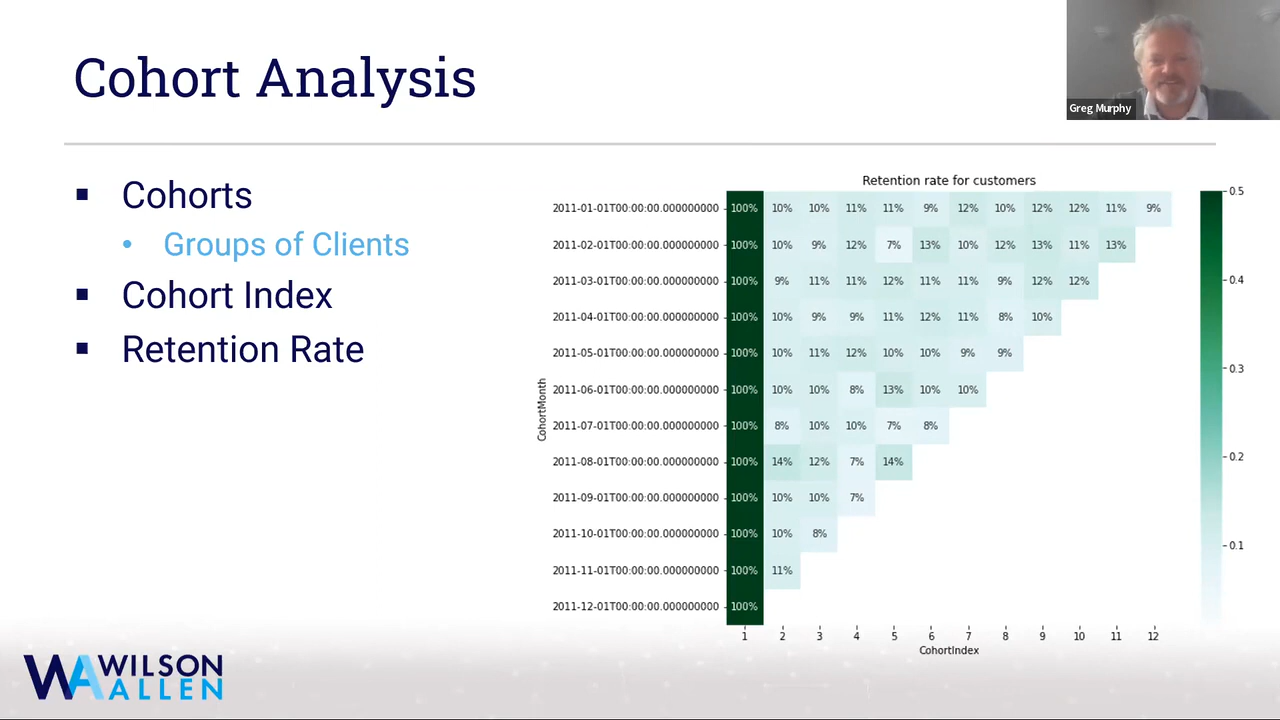 Cohort Analysis
Greg Murphy
▪ Cohorts
• Groups of Clients
▪ Cohort Index
▪ Retention Rate
Retention rate for customers
CohortMonth
2011-01-01T00:00:00.000000000 100% 10% 10% 11% 11% 9% 12% 10% 12% 12% 11% 9%
2011-02-01T00:00:00.000000000 100% 10% 9% 12% 7% 13% 10% 12% 13% 11% 13%
2011-03-01T00:00:00.000000000 100% 9% 11% 11% 12% 11% 11% 9% 12% 12%
2011-04-01T00:00:00.000000000 100% 10% 9% 9% 11% 12% 11% 8% 10%
2011-05-01T00:00:00.000000000 100% 10% 11% 12% 10% 10% 9% 9%
2011-06-01T00:00:00.000000000 100% 10% 10% 8% 13% 10% 10%
2011-07-01T00:00:00.000000000 100% 8% 10% 10% 7% 8%
2011-08-01T00:00:00.000000000 100% 14% 12% 7% 14%
2011-09-01T00:00:00.000000000 100% 10% 10% 7%
2011-10-01T00:00:00.000000000 100% 10% 8%
2011-11-01T00:00:00.000000000 100% 11%
2011-12-01T00:00:00.000000000 100%
1 2 3 4 5 6 7 8 9 10 11 12
CohortIndex
0.5
0.4
0.3
0.2
0.1
WA WILSON
ALLEN